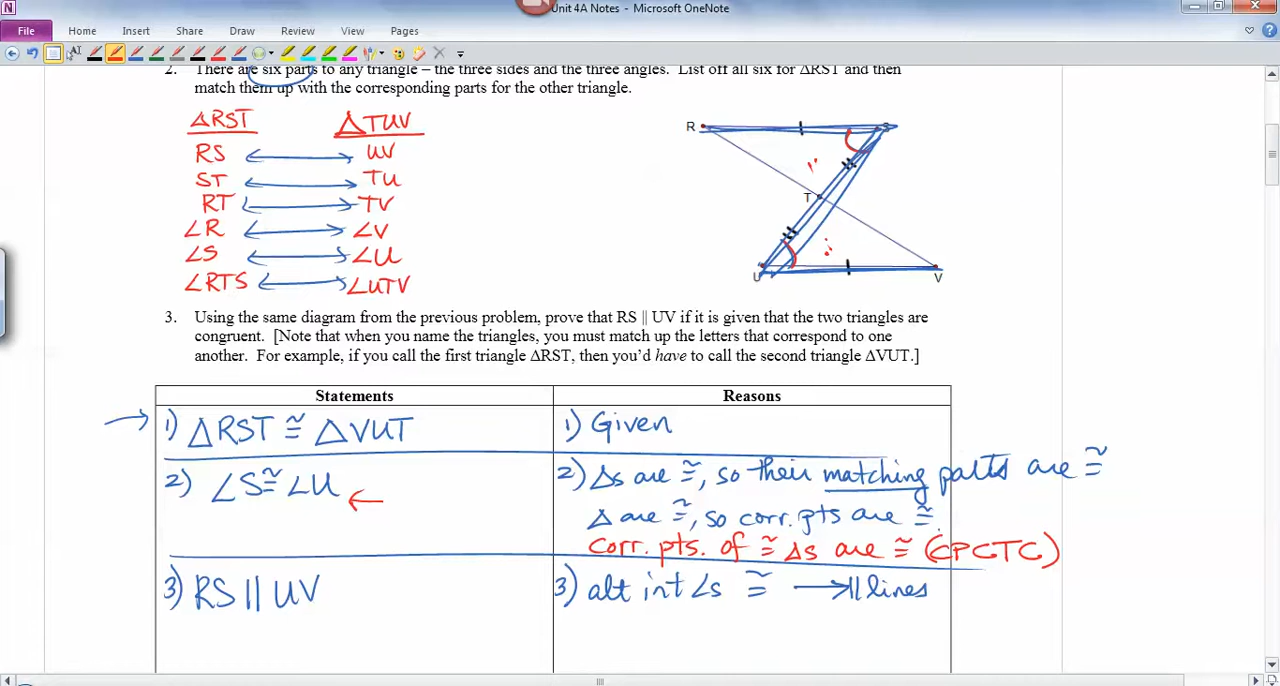 Unit 4A Notes - Microsoft OneNote
File Home Insert Share Draw Review View Pages
2. There are six parts to any triangle – the three sides and the three angles. List off all six for ΔRST and then
match them up with the corresponding parts for the other triangle.
ΔRST ΔTUV
RS UV
ST TU
RT TV
∠R ∠V
∠S ∠U
∠RTS ∠UTV
R S
T
U V
3. Using the same diagram from the previous problem, prove that RS || UV if it is given that the two triangles are
congruent. [Note that when you name the triangles, you must match up the letters that correspond to one
another. For example, if you call the first triangle ΔRST, then you’d have to call the second triangle ΔVUT.]
Statements Reasons
→ 1) ΔRST ≅ ΔVUT 1) Given
2) ∠S ≅ ∠U ← 2) Δs are ≅, so their matching parts are ≅
Δ are ≅, so corr. pts are ≅.
Corr. pts. of ≅ Δs are ≅ (CPCTC)
3) RS || UV 3) alt int ∠s ≅ → || lines